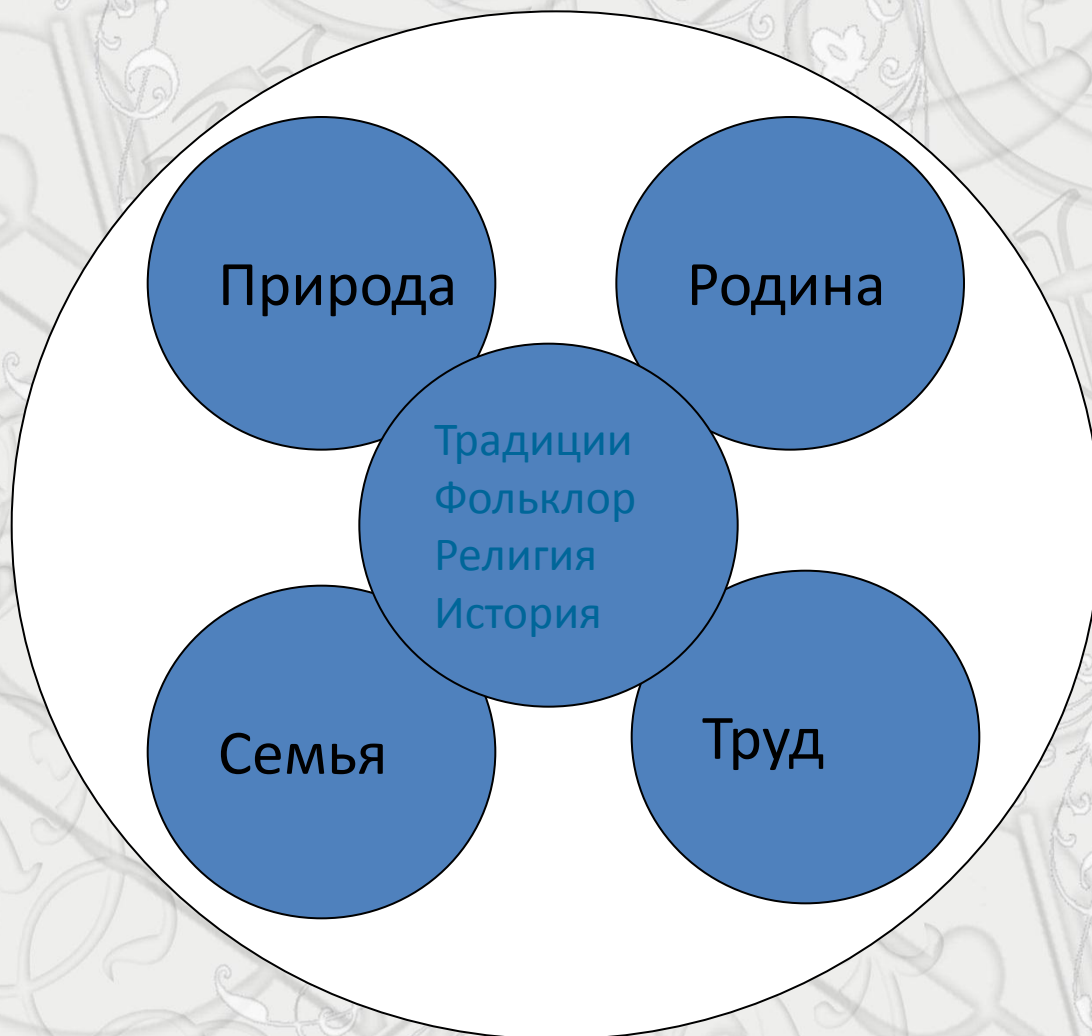 Природа
Родина
Традиции
Фольклор
Религия
История
Семья
Труд